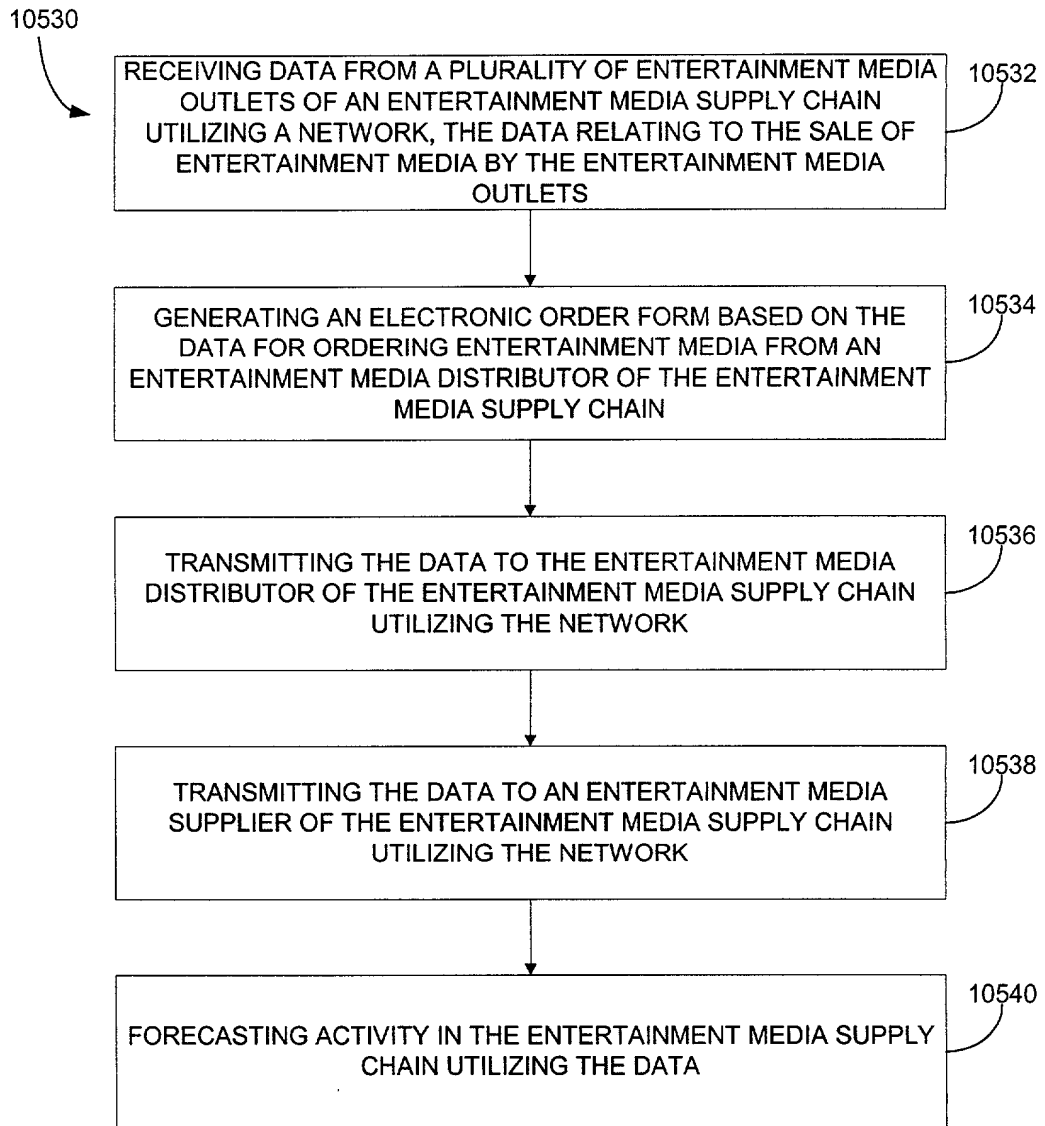 10530
RECEIVING DATA FROM A PLURALITY OF ENTERTAINMENT MEDIA
OUTLETS OF AN ENTERTAINMENT MEDIA SUPPLY CHAIN
UTILIZING A NETWORK, THE DATA RELATING TO THE SALE OF
ENTERTAINMENT MEDIA BY THE ENTERTAINMENT MEDIA
OUTLETS
10532
GENERATING AN ELECTRONIC ORDER FORM BASED ON THE
DATA FOR ORDERING ENTERTAINMENT MEDIA FROM AN
ENTERTAINMENT MEDIA DISTRIBUTOR OF THE ENTERTAINMENT
MEDIA SUPPLY CHAIN
10534
TRANSMITTING THE DATA TO THE ENTERTAINMENT MEDIA
DISTRIBUTOR OF THE ENTERTAINMENT MEDIA SUPPLY CHAIN
UTILIZING THE NETWORK
10536
TRANSMITTING THE DATA TO AN ENTERTAINMENT MEDIA
SUPPLIER OF THE ENTERTAINMENT MEDIA SUPPLY CHAIN
UTILIZING THE NETWORK
10538
FORECASTING ACTIVITY IN THE ENTERTAINMENT MEDIA SUPPLY
CHAIN UTILIZING THE DATA
10540